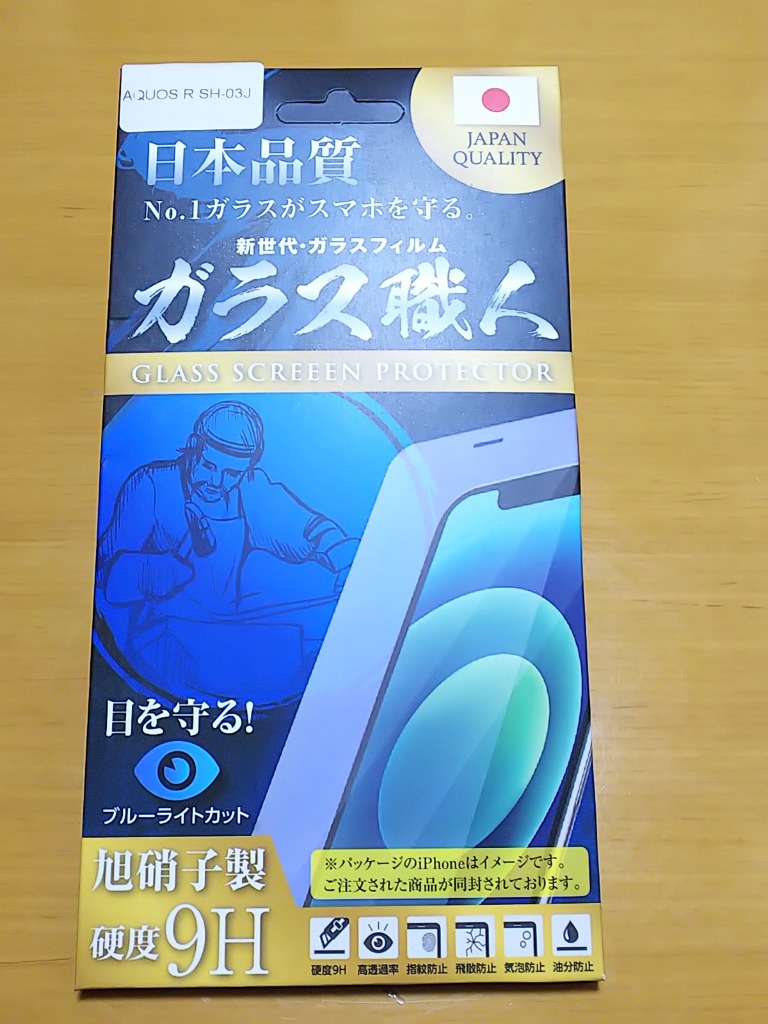 AQUOS R SH-03J
JAPAN
QUALITY
日本品質
No.1ガラスがスマホを守る。
新世代・ガラスフィルム
ガラス職人
GLASS SCREEEN PROTECTOR
目を守る!
ブルーライトカット
※パッケージのiPhoneはイメージです。
ご注文された商品が同封されております。
旭硝子製
硬度9H
硬度9H 高透過率 指紋防止 飛散防止 気泡防止 油分防止